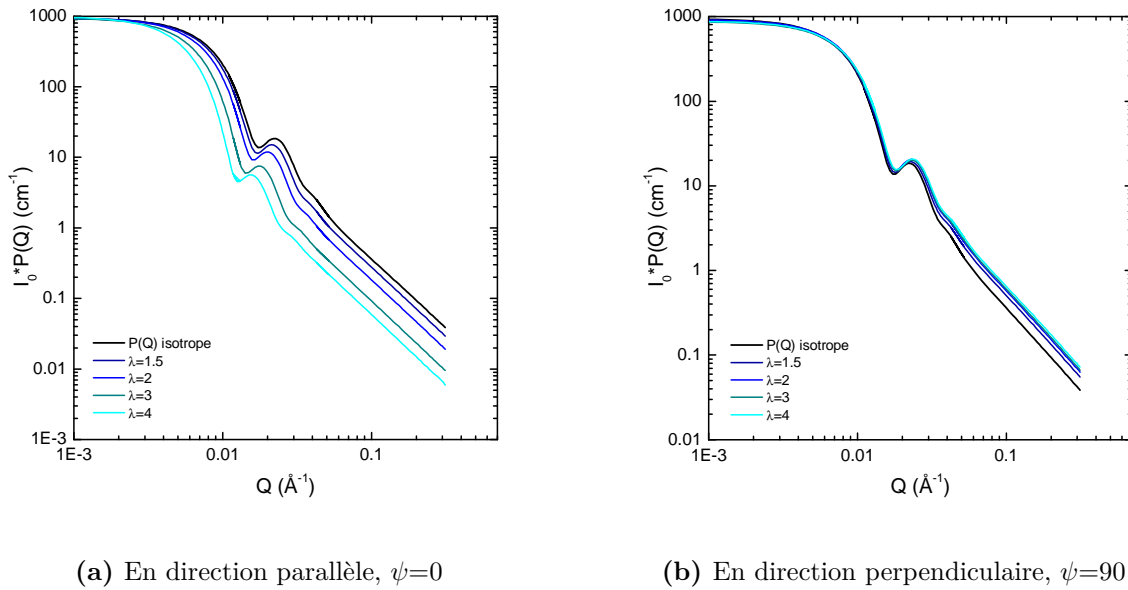 1000
100
10
1
0.1
0.01
1E-3
I₀*P(Q) (cm⁻¹)
P(Q) isotrope
λ=1.5
λ=2
λ=3
λ=4
1E-3 0.01 0.1
Q (Å⁻¹)
(a) En direction parallèle, ψ=0
1000
100
10
1
0.1
0.01
I₀*P(Q) (cm⁻¹)
P(Q) isotrope
λ=1.5
λ=2
λ=3
λ=4
1E-3 0.01 0.1
Q (Å⁻¹)
(b) En direction perpendiculaire, ψ=90